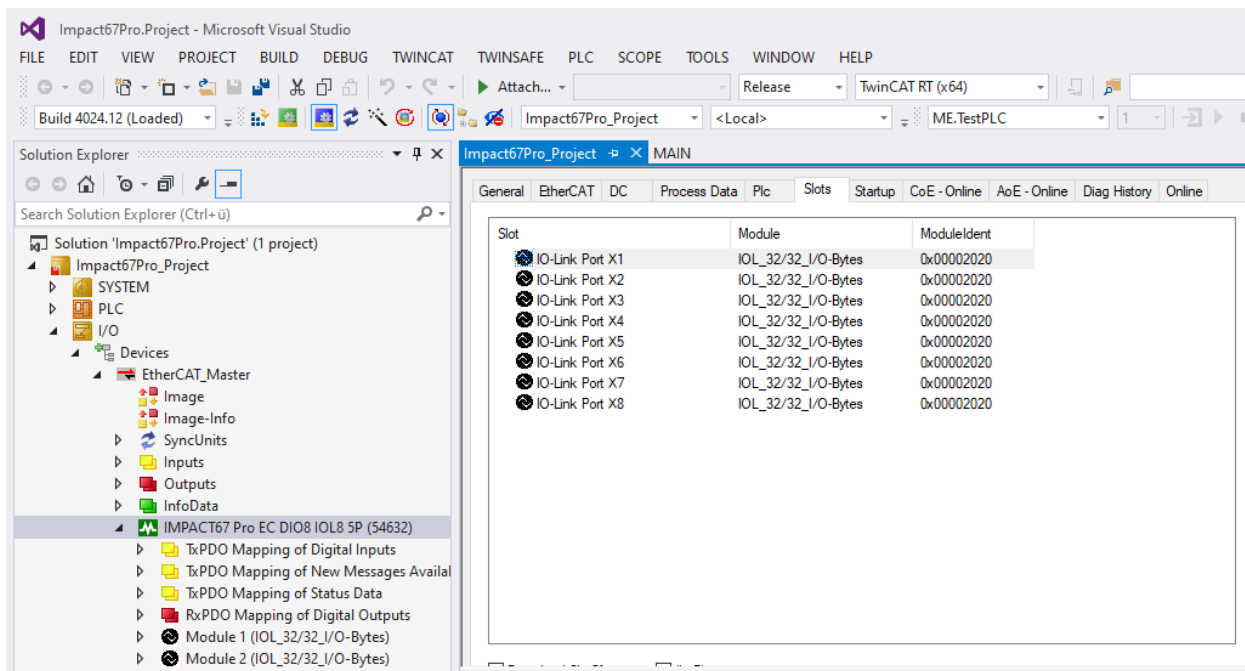 Impact67Pro.Project - Microsoft Visual Studio
FILE EDIT VIEW PROJECT BUILD DEBUG TWINCAT TWINSAFE PLC SCOPE TOOLS WINDOW HELP
Attach... Release TwinCAT RT (x64)
Build 4024.12 (Loaded) Impact67Pro_Project <Local> ME.TestPLC 1
Solution Explorer
Impact67Pro_Project MAIN
Search Solution Explorer (Ctrl+ü)
Solution 'Impact67Pro.Project' (1 project)
Impact67Pro_Project
SYSTEM
PLC
I/O
Devices
EtherCAT_Master
Image
Image-Info
SyncUnits
Inputs
Outputs
InfoData
IMPACT67 Pro EC DIO8 IOL8 5P (54632)
TxPDO Mapping of Digital Inputs
TxPDO Mapping of New Messages Availal
TxPDO Mapping of Status Data
RxPDO Mapping of Digital Outputs
Module 1 (IOL_32/32_I/O-Bytes)
Module 2 (IOL_32/32_I/O-Bytes)
General EtherCAT DC Process Data Plc Slots Startup CoE - Online AoE - Online Diag History Online
Slot Module ModuleIdent
IO-Link Port X1 IOL_32/32_I/O-Bytes 0x00002020
IO-Link Port X2 IOL_32/32_I/O-Bytes 0x00002020
IO-Link Port X3 IOL_32/32_I/O-Bytes 0x00002020
IO-Link Port X4 IOL_32/32_I/O-Bytes 0x00002020
IO-Link Port X5 IOL_32/32_I/O-Bytes 0x00002020
IO-Link Port X6 IOL_32/32_I/O-Bytes 0x00002020
IO-Link Port X7 IOL_32/32_I/O-Bytes 0x00002020
IO-Link Port X8 IOL_32/32_I/O-Bytes 0x00002020